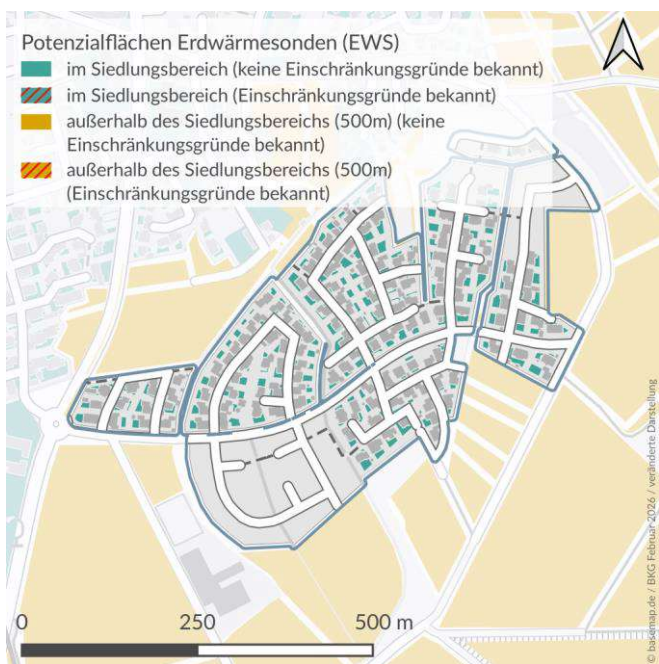 Potenzialflächen Erdwärmesonden (EWS)
im Siedlungsbereich (keine Einschränkungsgründe bekannt)
im Siedlungsbereich (Einschränkungsgründe bekannt)
außerhalb des Siedlungsbereichs (500m) (keine
Einschränkungsgründe bekannt)
außerhalb des Siedlungsbereichs (500m)
(Einschränkungsgründe bekannt)
0 250 500 m
© basemap.de / BKG Februar 2026 / veränderte Darstellung